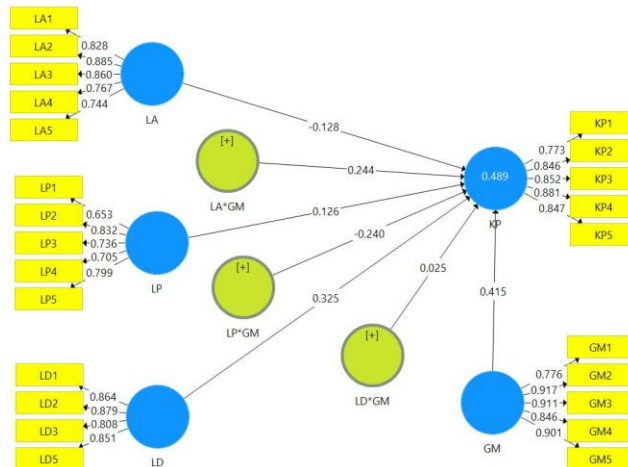 LA1
LA2
LA3
LA4
LA5
0.828
0.885
0.860
0.767
0.744
LA
-0.128
[+]
LA*GM
0.244
KP1
KP2
KP3
KP4
KP5
0.773
0.846
0.852
0.881
0.847
0.489
KP
LP1
LP2
LP3
LP4
LP5
0.653
0.832
0.736
0.705
0.799
LP
0.126
-0.240
[+]
LP*GM
0.325
0.025
0.415
[+]
LD*GM
LD1
LD2
LD3
LD5
0.864
0.879
0.808
0.851
LD
GM1
GM2
GM3
GM4
GM5
0.776
0.917
0.911
0.846
0.901
GM